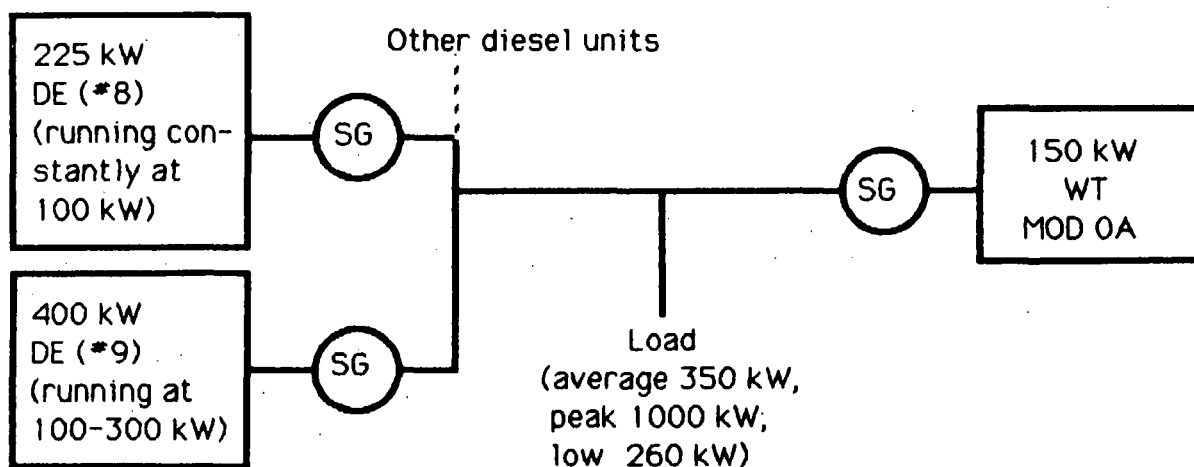 225 kW
DE (#8)
(running con-
stantly at
100 kW)
SG
Other diesel units
400 kW
DE (#9)
(running at
100-300 kW)
SG
Load
(average 350 kW,
peak 1000 kW,
low 260 kW)
SG
150 kW
WT
MOD 0A